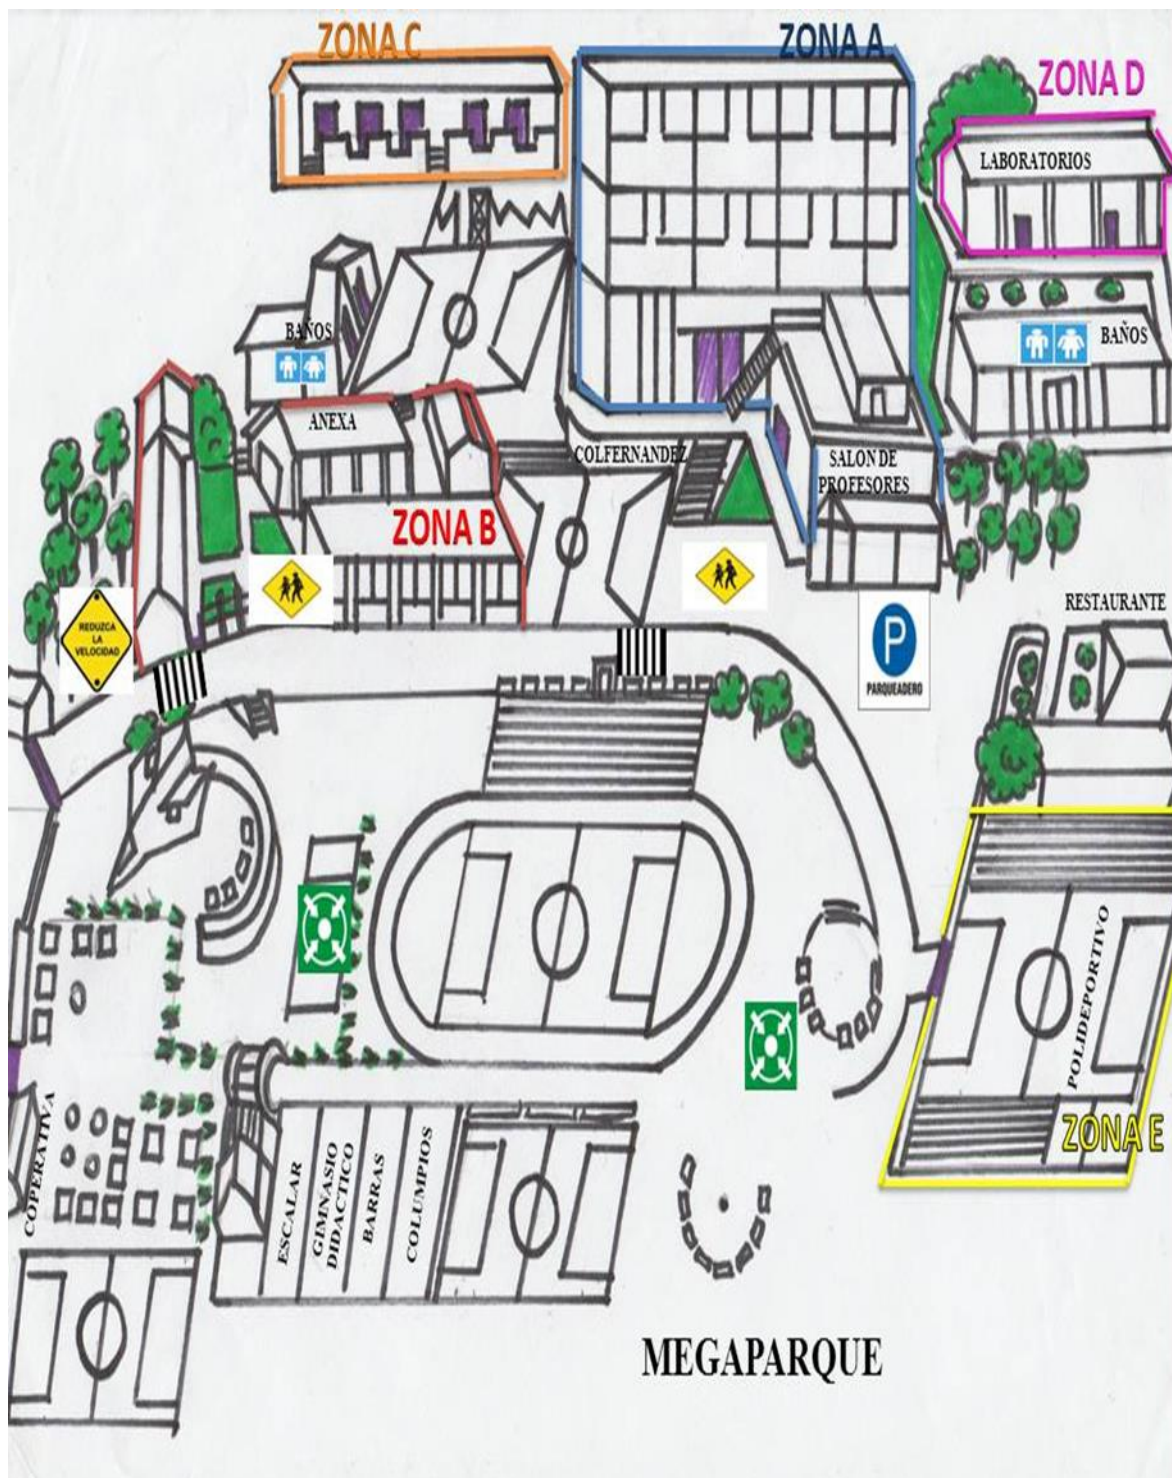 ZONA C
ZONA A
ZONA D
LABORATORIOS
BAÑOS
BAÑOS
ANEXA
COLFERNANDEZ
SALON DE
PROFESORES
ZONA B
REDUZCA
LA
VELOCIDAD
P
PARQUEADERO
RESTAURANTE
POLIDEPORTIVO
ZONA E
COPERATIVA
ESCALAR
GIMNASIO
DIDACTICO
BARRAS
COLUMPIOS
MEGAPARQUE